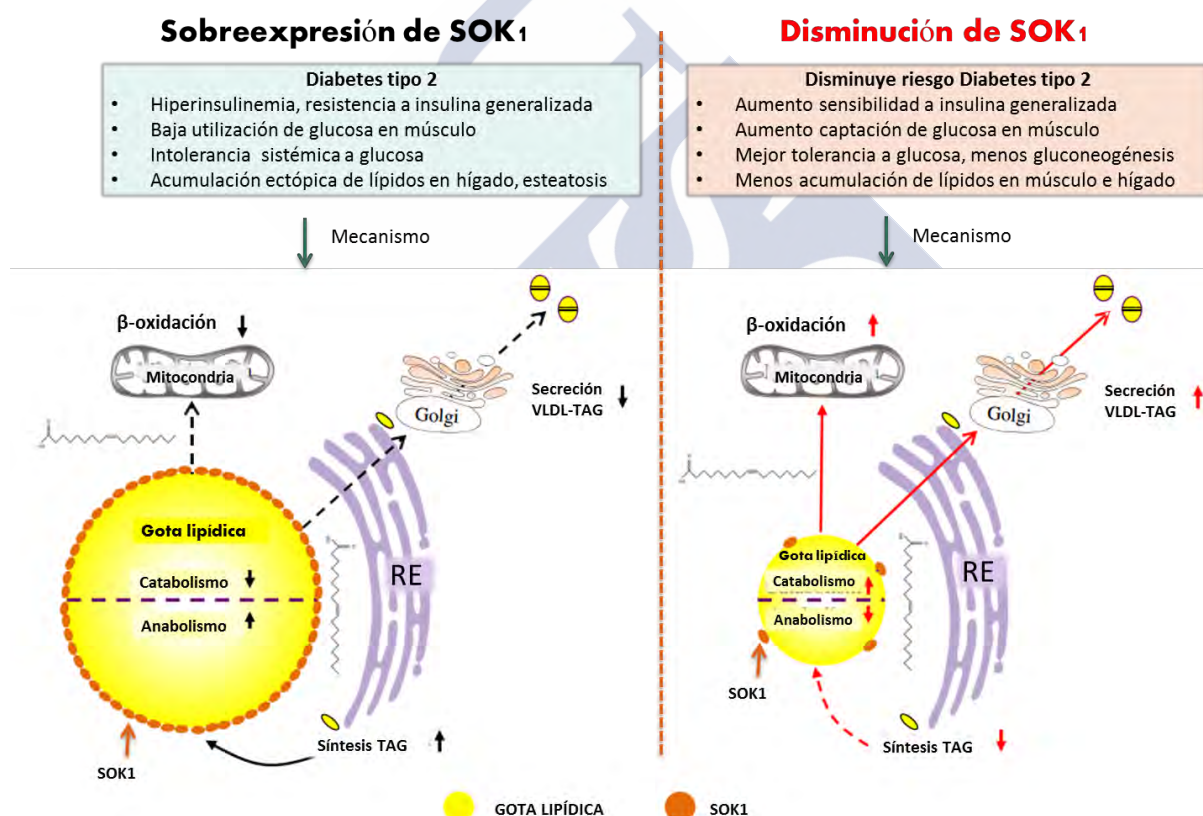 Sobreexpresión de SOK1
Diabetes tipo 2
• Hiperinsulinemia, resistencia a insulina generalizada
• Baja utilización de glucosa en músculo
• Intolerancia sistémica a glucosa
• Acumulación ectópica de lípidos en hígado, esteatosis
Mecanismo
β-oxidación
Mitocondria
Golgi
Secreción
VLDL-TAG
Gota lipídica
Catabolismo
Anabolismo
RE
Síntesis TAG
SOK1
Disminución de SOK1
Disminuye riesgo Diabetes tipo 2
• Aumento sensibilidad a insulina generalizada
• Aumento captación de glucosa en músculo
• Mejor tolerancia a glucosa, menos gluconeogénesis
• Menos acumulación de lípidos en músculo e hígado
Mecanismo
β-oxidación
Mitocondria
Golgi
Secreción
VLDL-TAG
Gota lipídica
Catabolismo
Anabolismo
RE
SOK1
Síntesis TAG
GOTA LIPÍDICA
SOK1